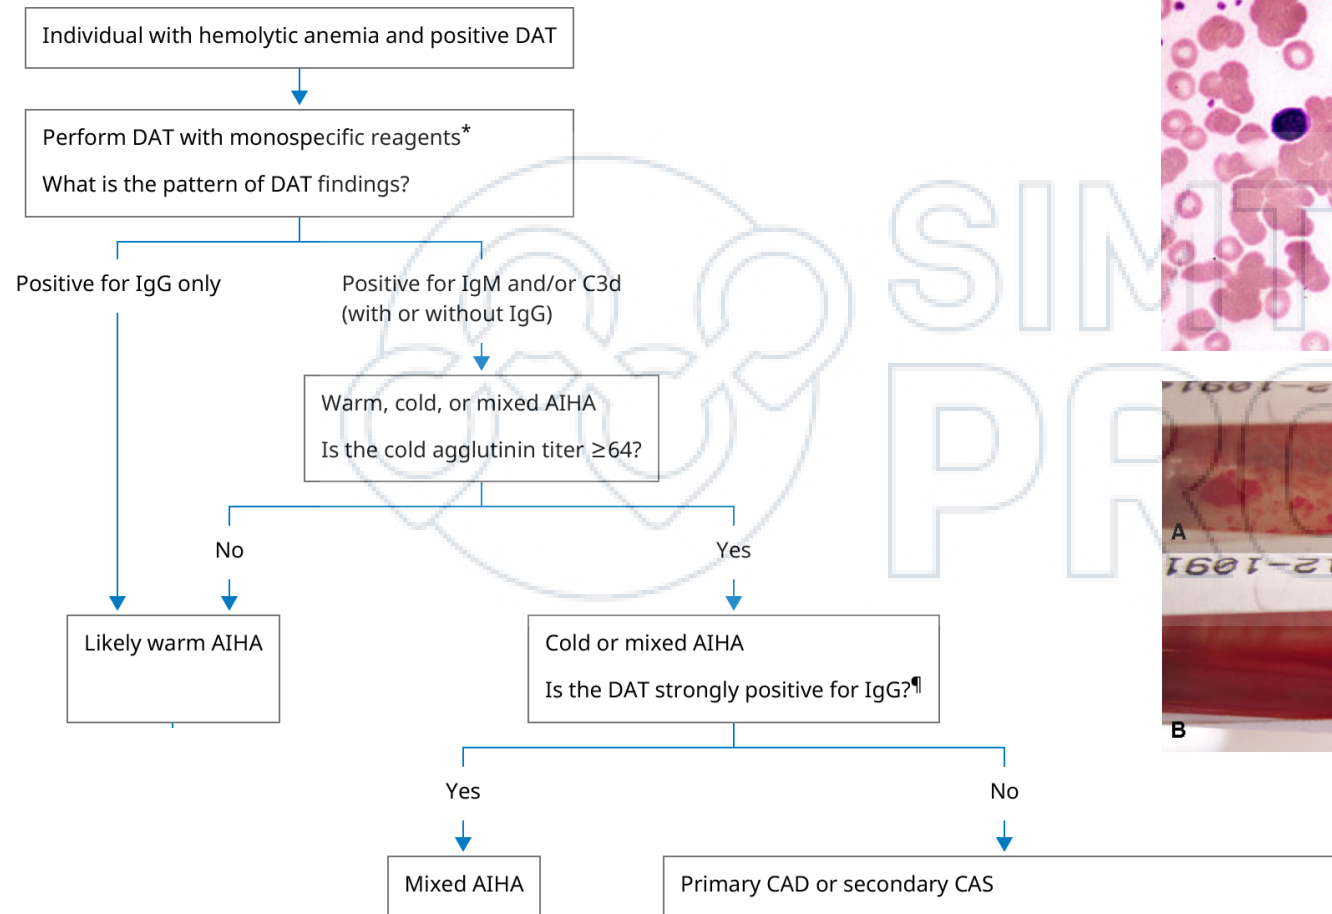 Individual with hemolytic anemia and positive DAT
Perform DAT with monospecific reagents*
What is the pattern of DAT findings?
Positive for IgG only
Positive for IgM and/or C3d
(with or without IgG)
Warm, cold, or mixed AIHA
Is the cold agglutinin titer ≥64?
No
Yes
Likely warm AIHA
Cold or mixed AIHA
Is the DAT strongly positive for IgG?¶
Yes
No
Mixed AIHA
Primary CAD or secondary CAS
A
B